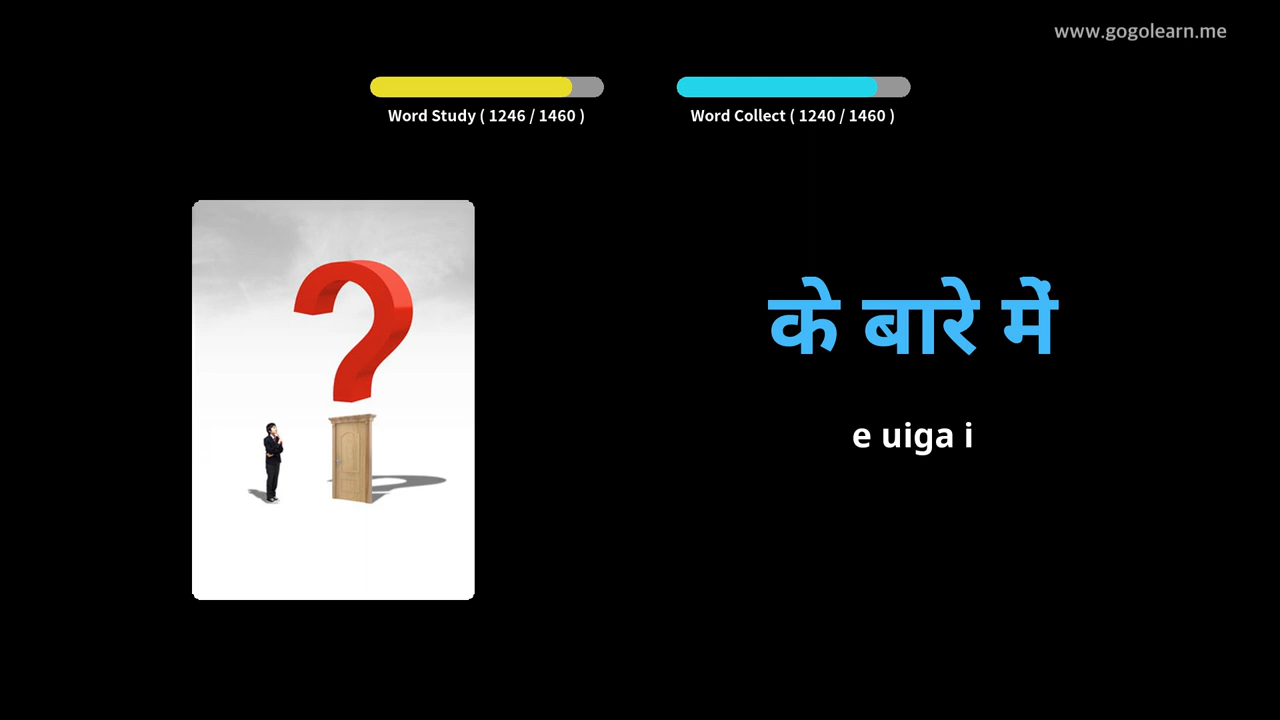 www.gogolearn.me
Word Study ( 1246 / 1460 )
Word Collect ( 1240 / 1460 )
के बारे में
e uiga i